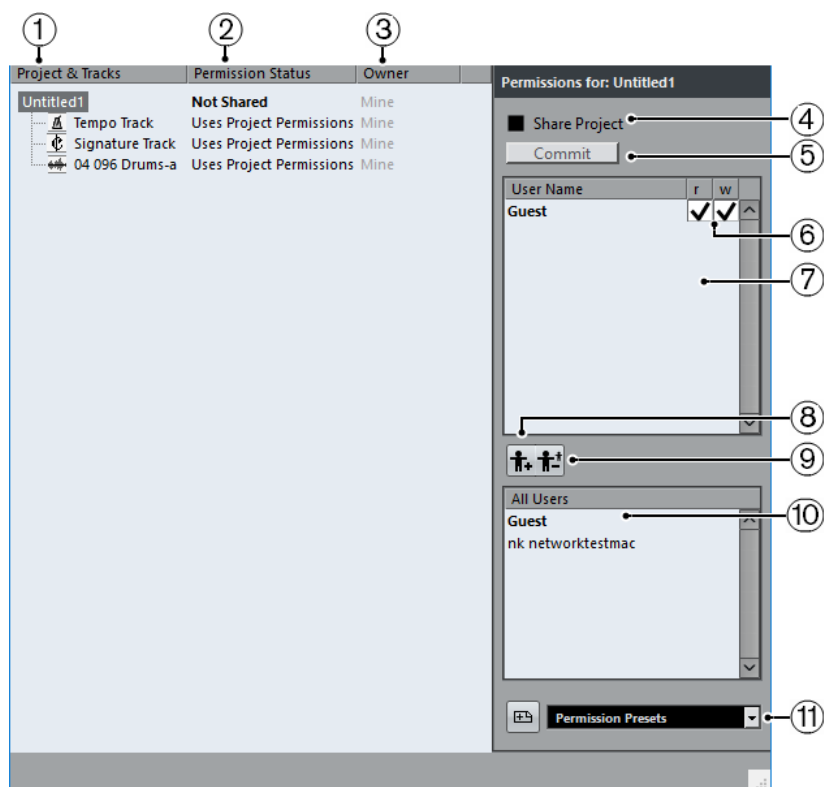 1 2 3
Project & Tracks Permission Status Owner
Untitled1 Not Shared Mine
Tempo Track Uses Project Permissions Mine
Signature Track Uses Project Permissions Mine
04 096 Drums-a Uses Project Permissions Mine
Permissions for: Untitled1
Share Project 4
Commit 5
User Name r w
Guest
6
7
8
9
All Users
Guest 10
nk networktestmac
Permission Presets 11